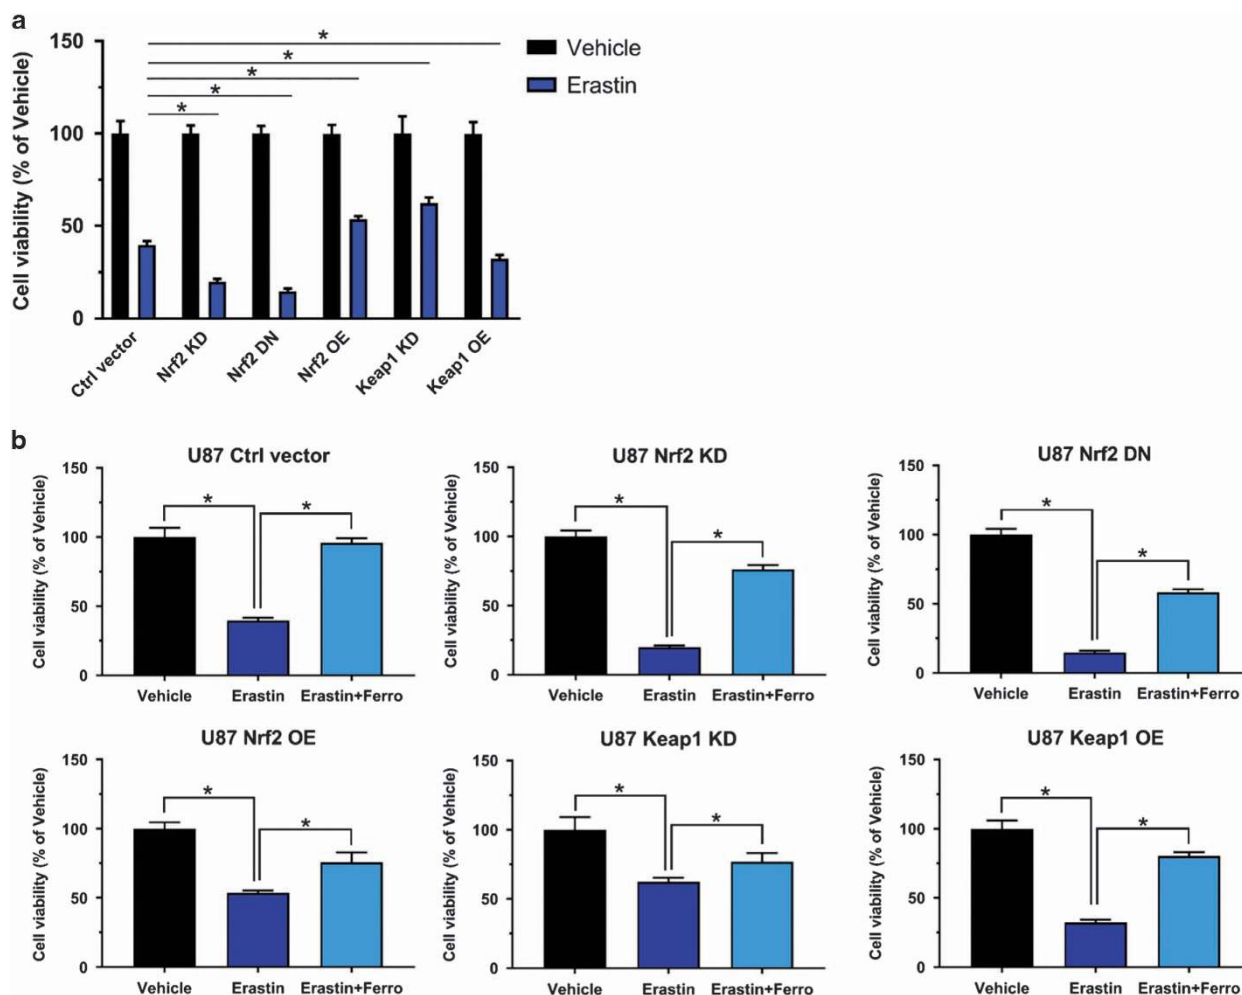 a
Cell viability (% of Vehicle)
150
100
50
0
* * * * *
Vehicle
Erastin
Ctrl vector
Nrf2 KD
Nrf2 DN
Nrf2 OE
Keap1 KD
Keap1 OE
b
U87 Ctrl vector
Cell viability (% of Vehicle)
150
100
50
0
* *
Vehicle Erastin Erastin+Ferro
U87 Nrf2 KD
Cell viability (% of Vehicle)
150
100
50
0
* *
Vehicle Erastin Erastin+Ferro
U87 Nrf2 DN
Cell viability (% of Vehicle)
150
100
50
0
* *
Vehicle Erastin Erastin+Ferro
U87 Nrf2 OE
Cell viability (% of Vehicle)
150
100
50
0
* *
Vehicle Erastin Erastin+Ferro
U87 Keap1 KD
Cell viability (% of Vehicle)
150
100
50
0
* *
Vehicle Erastin Erastin+Ferro
U87 Keap1 OE
Cell viability (% of Vehicle)
150
100
50
0
* *
Vehicle Erastin Erastin+Ferro